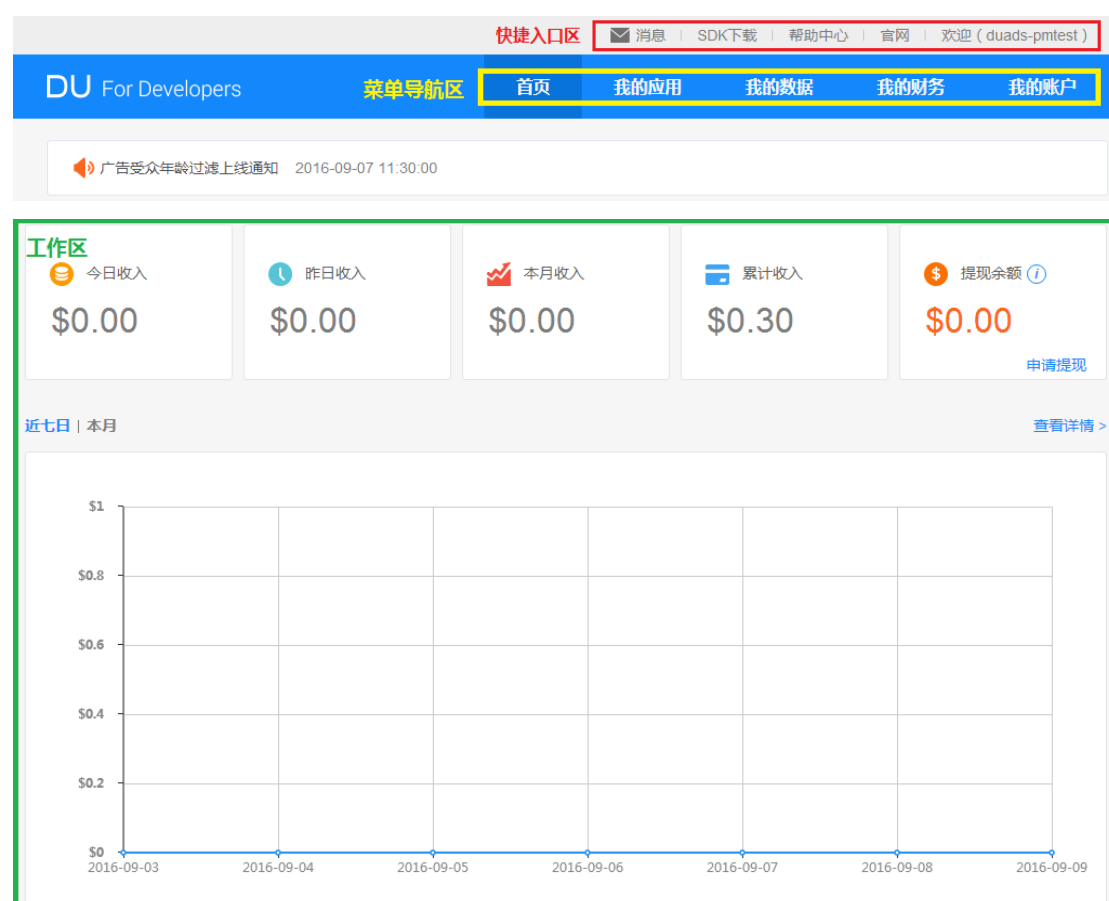 快捷入口区 消息 | SDK下载 | 帮助中心 | 官网 | 欢迎 ( duads-pmtest )
DU For Developers 菜单导航区 首页 我的应用 我的数据 我的财务 我的账户
广告受众年龄过滤上线通知 2016-09-07 11:30:00
工作区
今日收入 昨日收入 本月收入 累计收入 提现余额 i
$0.00 $0.00 $0.00 $0.30 $0.00
申请提现
近七日 | 本月 查看详情 >
$1
$0.8
$0.6
$0.4
$0.2
$0
2016-09-03 2016-09-04 2016-09-05 2016-09-06 2016-09-07 2016-09-08 2016-09-09